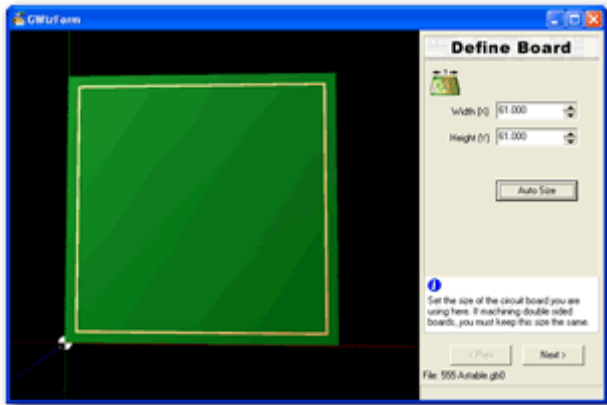 GWizForm
Define Board
Width (X) 61.000
Height (Y) 61.000
Auto Size
Set the size of the circuit board you are
using here. If machining double sided
boards, you must keep this size the same.
< Prev Next >
File: 555-Astable.gb0